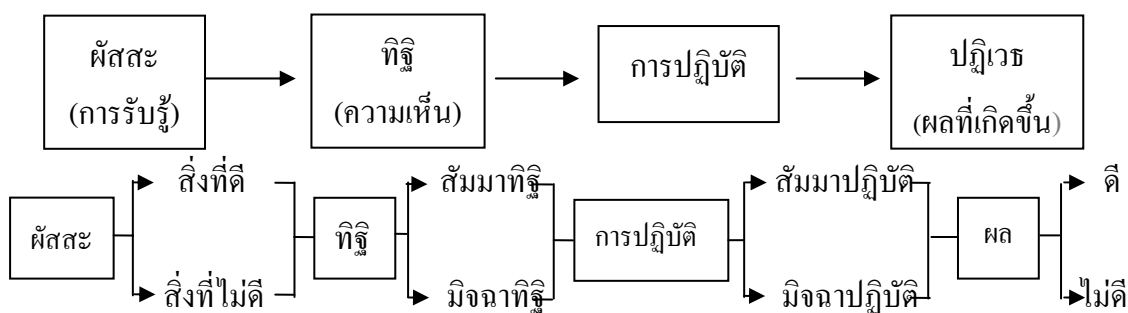 ผัสสะ
(การรับรู้)
ทิฐิ
(ความเห็น)
การปฏิบัติ
ปฏิเวธ
(ผลที่เกิดขึ้น)
สิ่งที่ดี สัมมาทิฐิ สัมมาปฏิบัติ ดี
ผัสสะ ทิฐิ การปฏิบัติ ผล
สิ่งที่ไม่ดี มิจฉาทิฐิ มิจฉาปฏิบัติ ไม่ดี